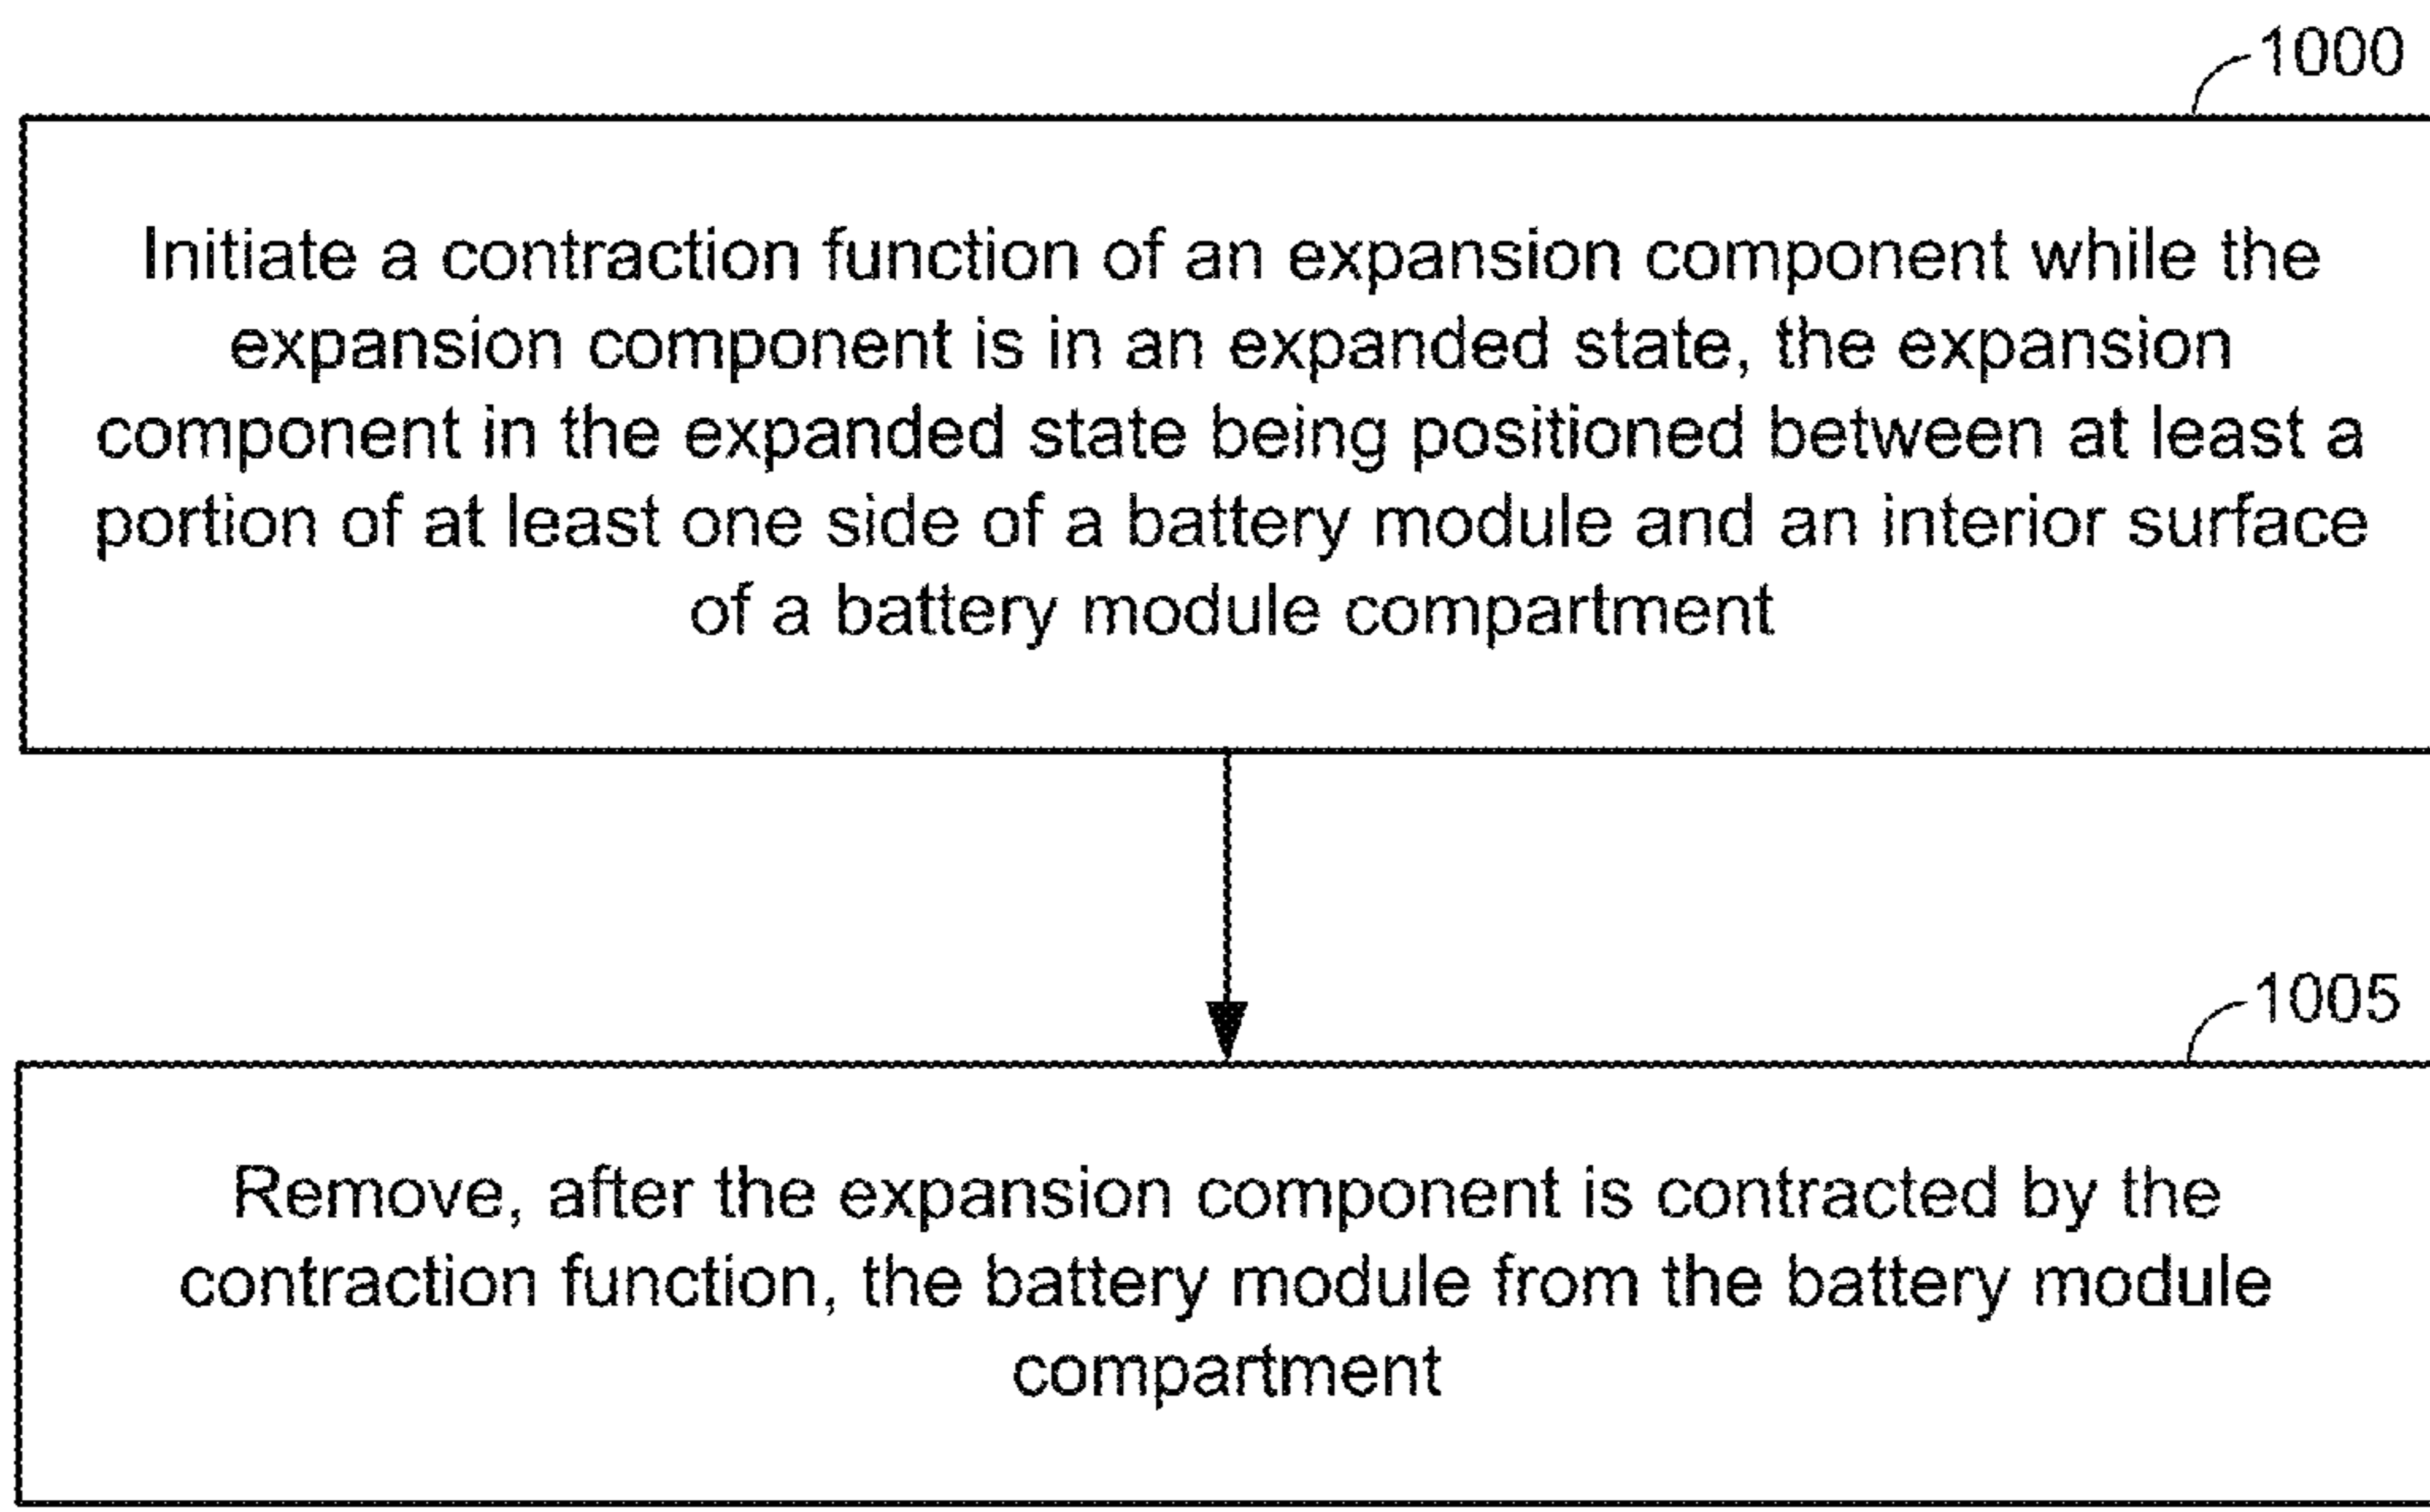 1000
Initiate a contraction function of an expansion component while the
expansion component is in an expanded state, the expansion
component in the expanded state being positioned between at least a
portion of at least one side of a battery module and an interior surface
of a battery module compartment
1005
Remove, after the expansion component is contracted by the
contraction function, the battery module from the battery module
compartment